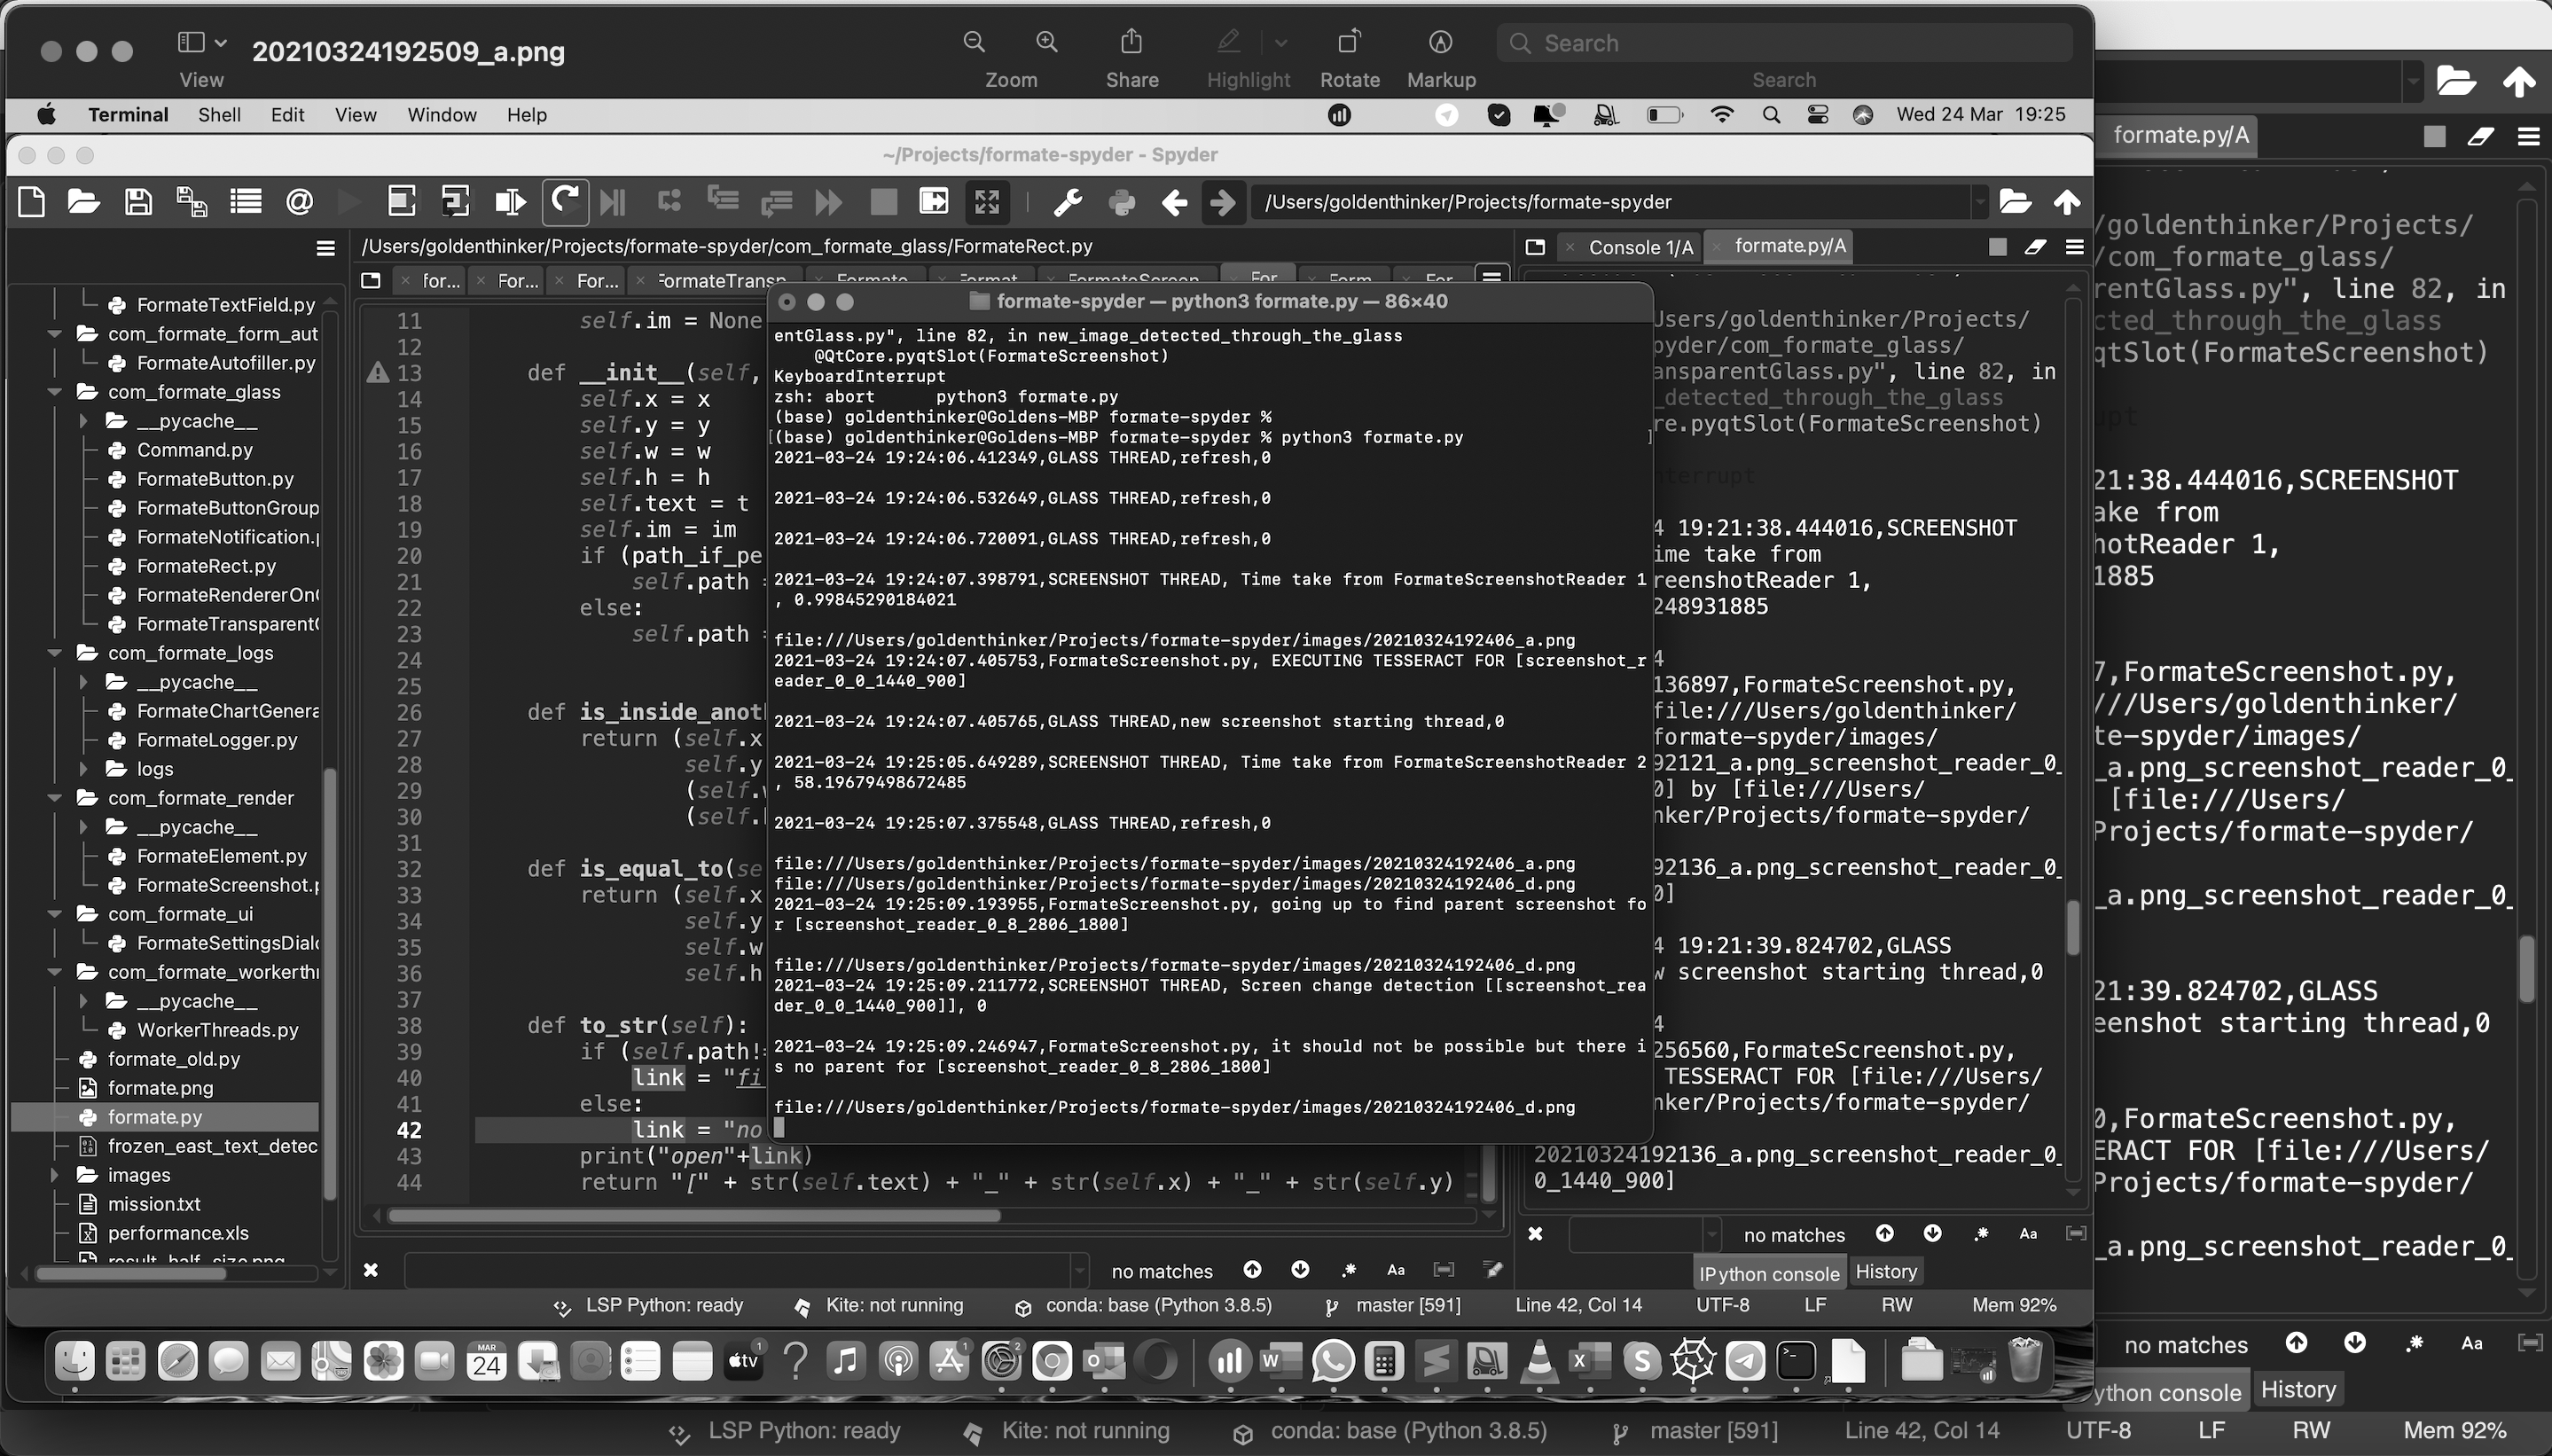 20210324192509_a.png
View
Zoom
Share
Highlight
Rotate
Markup
Search
Search
Terminal Shell Edit View Window Help
Wed 24 Mar 19:25
~/Projects/formate-spyder - Spyder
/Users/goldenthinker/Projects/formate-spyder
/Users/goldenthinker/Projects/formate-spyder/com_formate_glass/FormateRect.py
for... For... For... FormateTransp
Console 1/A
formate.py/A
FormateTextField.py
com_formate_form_aut
FormateAutofiller.py
com_formate_glass
__pycache__
Command.py
FormateButton.py
FormateButtonGroup
FormateNotification.
FormateRect.py
FormateRendererOn
FormateTransparent
com_formate_logs
__pycache__
FormateChartGenera
FormateLogger.py
logs
com_formate_render
__pycache__
FormateElement.py
FormateScreenshot.
com_formate_ui
FormateSettingsDial
com_formate_workerth
__pycache__
WorkerThreads.py
formate_old.py
formate.png
formate.py
frozen_east_text_detec
images
mission.txt
performance.xls
result_half_size.png
11 self.im = None
12
13 def __init__(self,
14 self.x = x
15 self.y = y
16 self.w = w
17 self.h = h
18 self.text = t
19 self.im = im
20 if (path_if_pe
21 self.path
22 else:
23 self.path
24
25
26 def is_inside_anot
27 return (self.x
28 self.y
29 (self.
30 (self.
31
32 def is_equal_to(se
33 return (self.x
34 self.y
35 self.w
36 self.h
37
38 def to_str(self):
39 if (self.path!
40 link = "fi
41 else:
42 link = "no
43 print("open"+link)
44 return "[" + str(self.text) + "_" + str(self.x) + "_" + str(self.y)
formate-spyder — python3 formate.py — 86×40
entGlass.py", line 82, in new_image_detected_through_the_glass
@QtCore.pyqtSlot(FormateScreenshot)
KeyboardInterrupt
zsh: abort python3 formate.py
(base) goldenthinker@Goldens-MBP formate-spyder %
[(base) goldenthinker@Goldens-MBP formate-spyder % python3 formate.py ]
2021-03-24 19:24:06.412349,GLASS THREAD,refresh,0
2021-03-24 19:24:06.532649,GLASS THREAD,refresh,0
2021-03-24 19:24:06.720091,GLASS THREAD,refresh,0
2021-03-24 19:24:07.398791,SCREENSHOT THREAD, Time take from FormateScreenshotReader 1
, 0.99845290184021
file:///Users/goldenthinker/Projects/formate-spyder/images/20210324192406_a.png
2021-03-24 19:24:07.405753,FormateScreenshot.py, EXECUTING TESSERACT FOR [screenshot_r
eader_0_0_1440_900]
2021-03-24 19:24:07.405765,GLASS THREAD,new screenshot starting thread,0
2021-03-24 19:25:05.649289,SCREENSHOT THREAD, Time take from FormateScreenshotReader 2
, 58.19679498672485
2021-03-24 19:25:07.375548,GLASS THREAD,refresh,0
file:///Users/goldenthinker/Projects/formate-spyder/images/20210324192406_a.png
file:///Users/goldenthinker/Projects/formate-spyder/images/20210324192406_d.png
2021-03-24 19:25:09.193955,FormateScreenshot.py, going up to find parent screenshot fo
r [screenshot_reader_0_8_2806_1800]
file:///Users/goldenthinker/Projects/formate-spyder/images/20210324192406_d.png
2021-03-24 19:25:09.211772,SCREENSHOT THREAD, Screen change detection [[screenshot_rea
der_0_0_1440_900]], 0
2021-03-24 19:25:09.246947,FormateScreenshot.py, it should not be possible but there i
s no parent for [screenshot_reader_0_8_2806_1800]
file:///Users/goldenthinker/Projects/formate-spyder/images/20210324192406_d.png
Users/goldenthinker/Projects/
pyder/com_formate_glass/
ansparentGlass.py", line 82, in
_detected_through_the_glass
re.pyqtSlot(FormateScreenshot)
nterrupt
4 19:21:38.444016,SCREENSHOT
ime take from
reenshotReader 1,
248931885
4
136897,FormateScreenshot.py,
file:///Users/goldenthinker/
formate-spyder/images/
92121_a.png_screenshot_reader_0_
0] by [file:///Users/
nker/Projects/formate-spyder/
92136_a.png_screenshot_reader_0_
0]
4 19:21:39.824702,GLASS
w screenshot starting thread,0
4
256560,FormateScreenshot.py,
TESSERACT FOR [file:///Users/
nker/Projects/formate-spyder/
20210324192136_a.png_screenshot_reader_0_
0_1440_900]
no matches Aa
IPython console History
no matches Aa
LSP Python: ready Kite: not running conda: base (Python 3.8.5) master [591] Line 42, Col 14 UTF-8 LF RW Mem 92%
MAR
24
tv
formate.py/A
/goldenthinker/Projects/
/com_formate_glass/
rentGlass.py", line 82, in
cted_through_the_glass
qtSlot(FormateScreenshot)
upt
21:38.444016,SCREENSHOT
ake from
hotReader 1,
1885
7,FormateScreenshot.py,
///Users/goldenthinker/
te-spyder/images/
_a.png_screenshot_reader_0_
[file:///Users/
Projects/formate-spyder/
_a.png_screenshot_reader_0_
21:39.824702,GLASS
eenshot starting thread,0
0,FormateScreenshot.py,
ERACT FOR [file:///Users/
Projects/formate-spyder/
_a.png_screenshot_reader_0_
no matches Aa
ython console History
LSP Python: ready Kite: not running conda: base (Python 3.8.5) master [591] Line 42, Col 14 UTF-8 LF RW Mem 92%